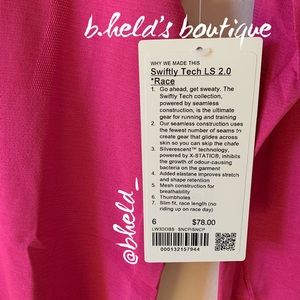 b.held's boutique
WHY WE MADE THIS
Swiftly Tech LS 2.0
*Race
1. Go ahead, get sweaty. The
Swiftly Tech collection,
powered by seamless
construction, is the ultimate
gear for running and training
2. Our seamless construction uses
the fewest number of seams to
create gear that glides across
skin so you can skip the chafe
3. Silverescent™ technology,
powered by X-STATIC®, inhibits
the growth of odour-causing
bacteria on the garment
4. Added elastane improves stretch
and shape retention
5. Mesh construction for
breathability
6. Thumbholes
7. Slim fit, race length (no
riding up on race day)
6 $78.00
LW3DOBS SNCP/SNCP
000132157944
@bheld_